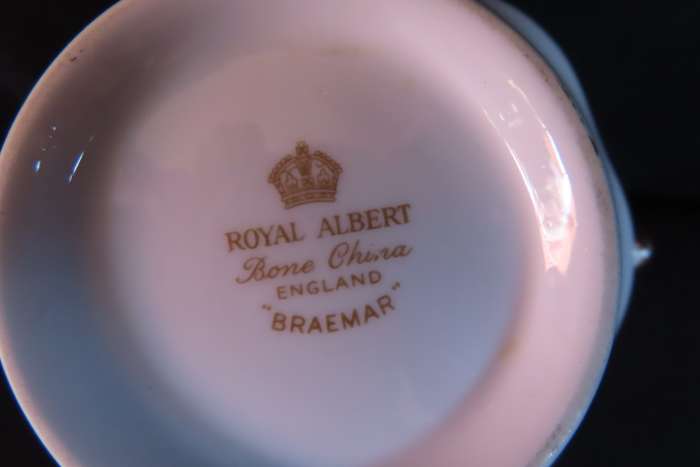 ROYAL ALBERT
Bone China
ENGLAND
"BRAEMAR"